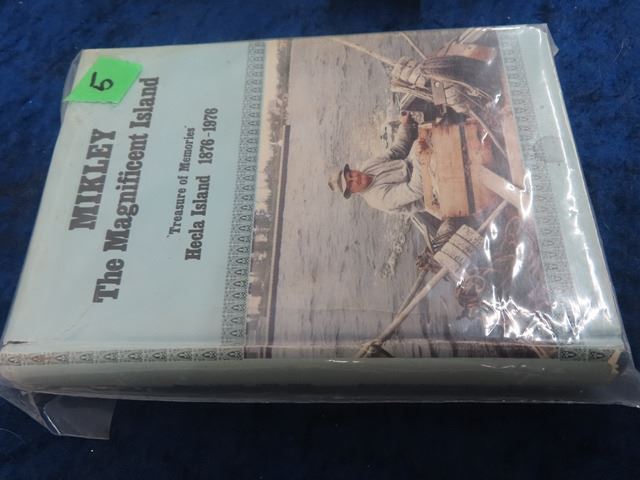 5
MIKLEY
The Magnificent Island
'Treasure of Memories'
Hecla Island 1876-1976